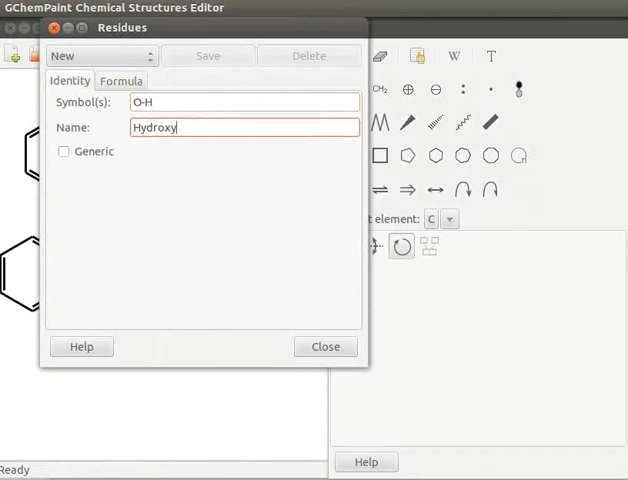 GChemPaint Chemical Structures Editor
Residues
New
Save
Delete
W
T
Identity
Formula
Symbol(s):
O-H
CH2
Name:
Hydroxy
Generic
t element:
C
Help
Close
Help
Ready